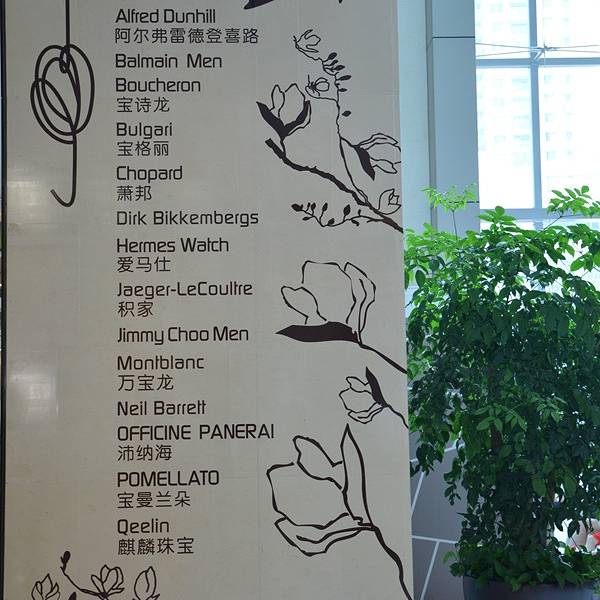 Alfred Dunhill
阿尔弗雷德登喜路
Balmain Men
Boucheron
宝诗龙
Bulgari
宝格丽
Chopard
萧邦
Dirk Bikkembergs
Hermes Watch
爱马仕
Jaeger-LeCoultre
积家
Jimmy Choo Men
Montblanc
万宝龙
Neil Barrett
OFFICINE PANERAI
沛纳海
POMELLATO
宝曼兰朵
Qeelin
麒麟珠宝